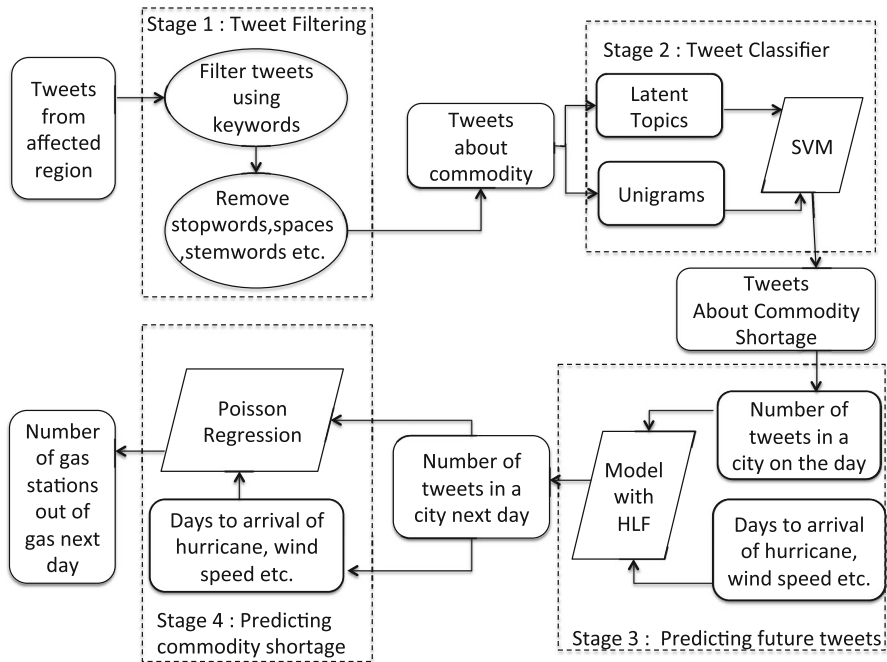 Stage 1 : Tweet Filtering
Tweets
from
affected
region
Filter tweets
using
keywords
Remove
stopwords,spaces
,stemwords etc.
Tweets
about
commodity
Stage 2 : Tweet Classifier
Latent
Topics
Unigrams
SVM
Tweets
About Commodity
Shortage
Number of
tweets in a
city on the day
Days to arrival
of hurricane,
wind speed etc.
Model
with
HLF
Stage 3 : Predicting future tweets
Number of
tweets in a
city next day
Poisson
Regression
Days to arrival of
hurricane, wind
speed etc.
Stage 4 : Predicting
commodity shortage
Number
of gas
stations
out of
gas next
day